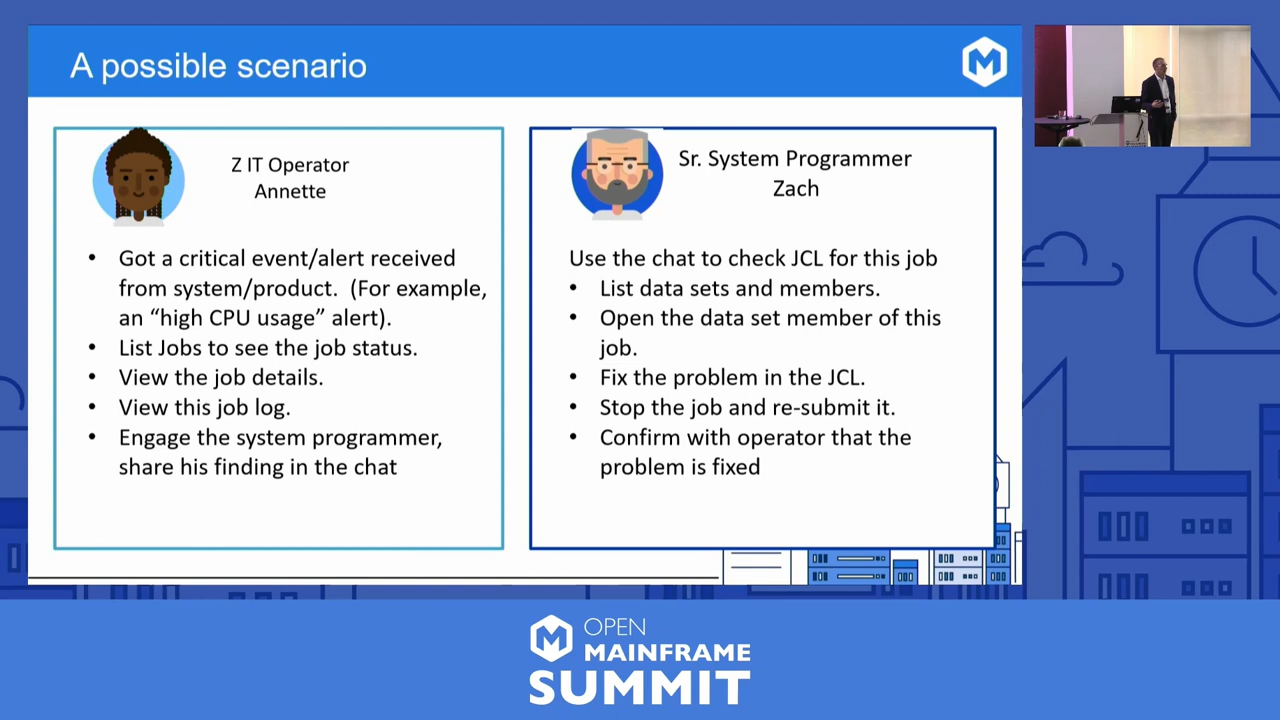 A possible scenario
Z IT Operator
Annette
• Got a critical event/alert received
from system/product. (For example,
an “high CPU usage” alert).
• List Jobs to see the job status.
• View the job details.
• View this job log.
• Engage the system programmer,
share his finding in the chat
Sr. System Programmer
Zach
Use the chat to check JCL for this job
• List data sets and members.
• Open the data set member of this
job.
• Fix the problem in the JCL.
• Stop the job and re-submit it.
• Confirm with operator that the
problem is fixed
OPEN
MAINFRAME
SUMMIT